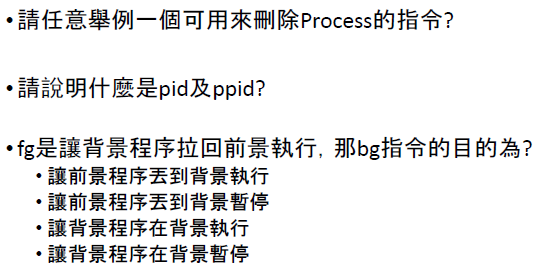 • 請任意舉例一個可用來刪除Process的指令?
• 請說明什麼是pid及ppid?
• fg是讓背景程序拉回前景執行, 那bg指令的目的為?
• 讓前景程序丟到背景執行
• 讓前景程序丟到背景暫停
• 讓背景程序在背景執行
• 讓背景程序在背景暫停